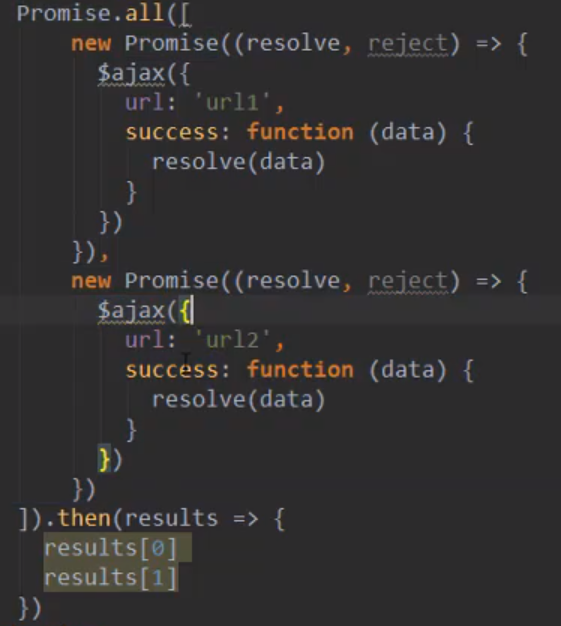 Promise.all([
    new Promise((resolve, reject) => {
      $ajax({
        url: 'url1',
        success: function (data) {
          resolve(data)
        }
      })
    }),
    new Promise((resolve, reject) => {
      $ajax({
        url: 'url2',
        success: function (data) {
          resolve(data)
        }
      })
    })
]).then(results => {
  results[0]
  results[1]
})